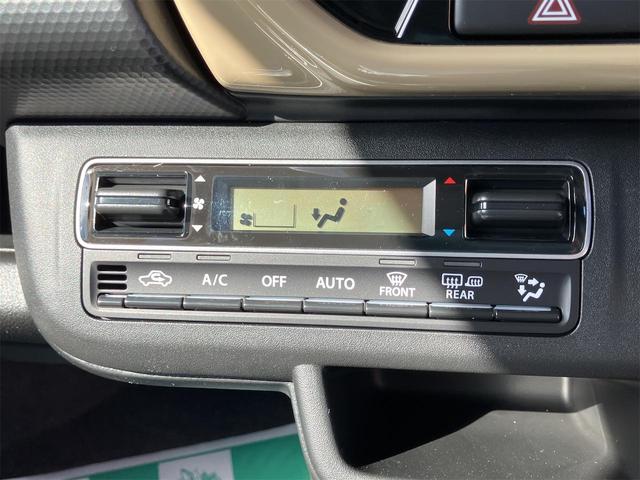 A/C OFF AUTO FRONT REAR